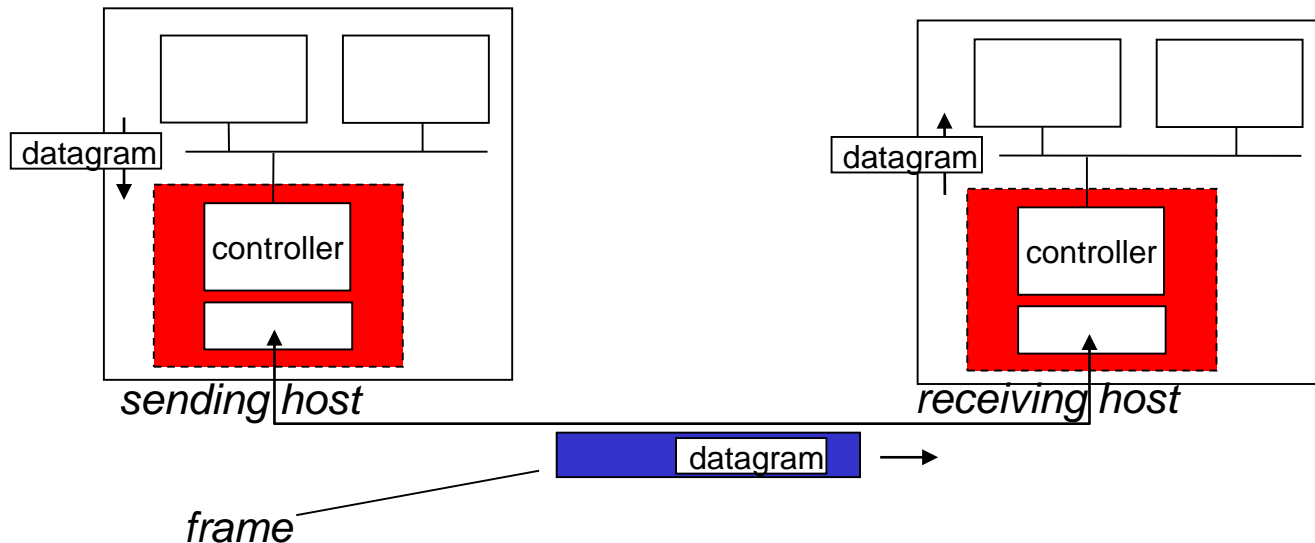 datagram
controller
sending host
datagram
controller
receiving host
datagram
frame